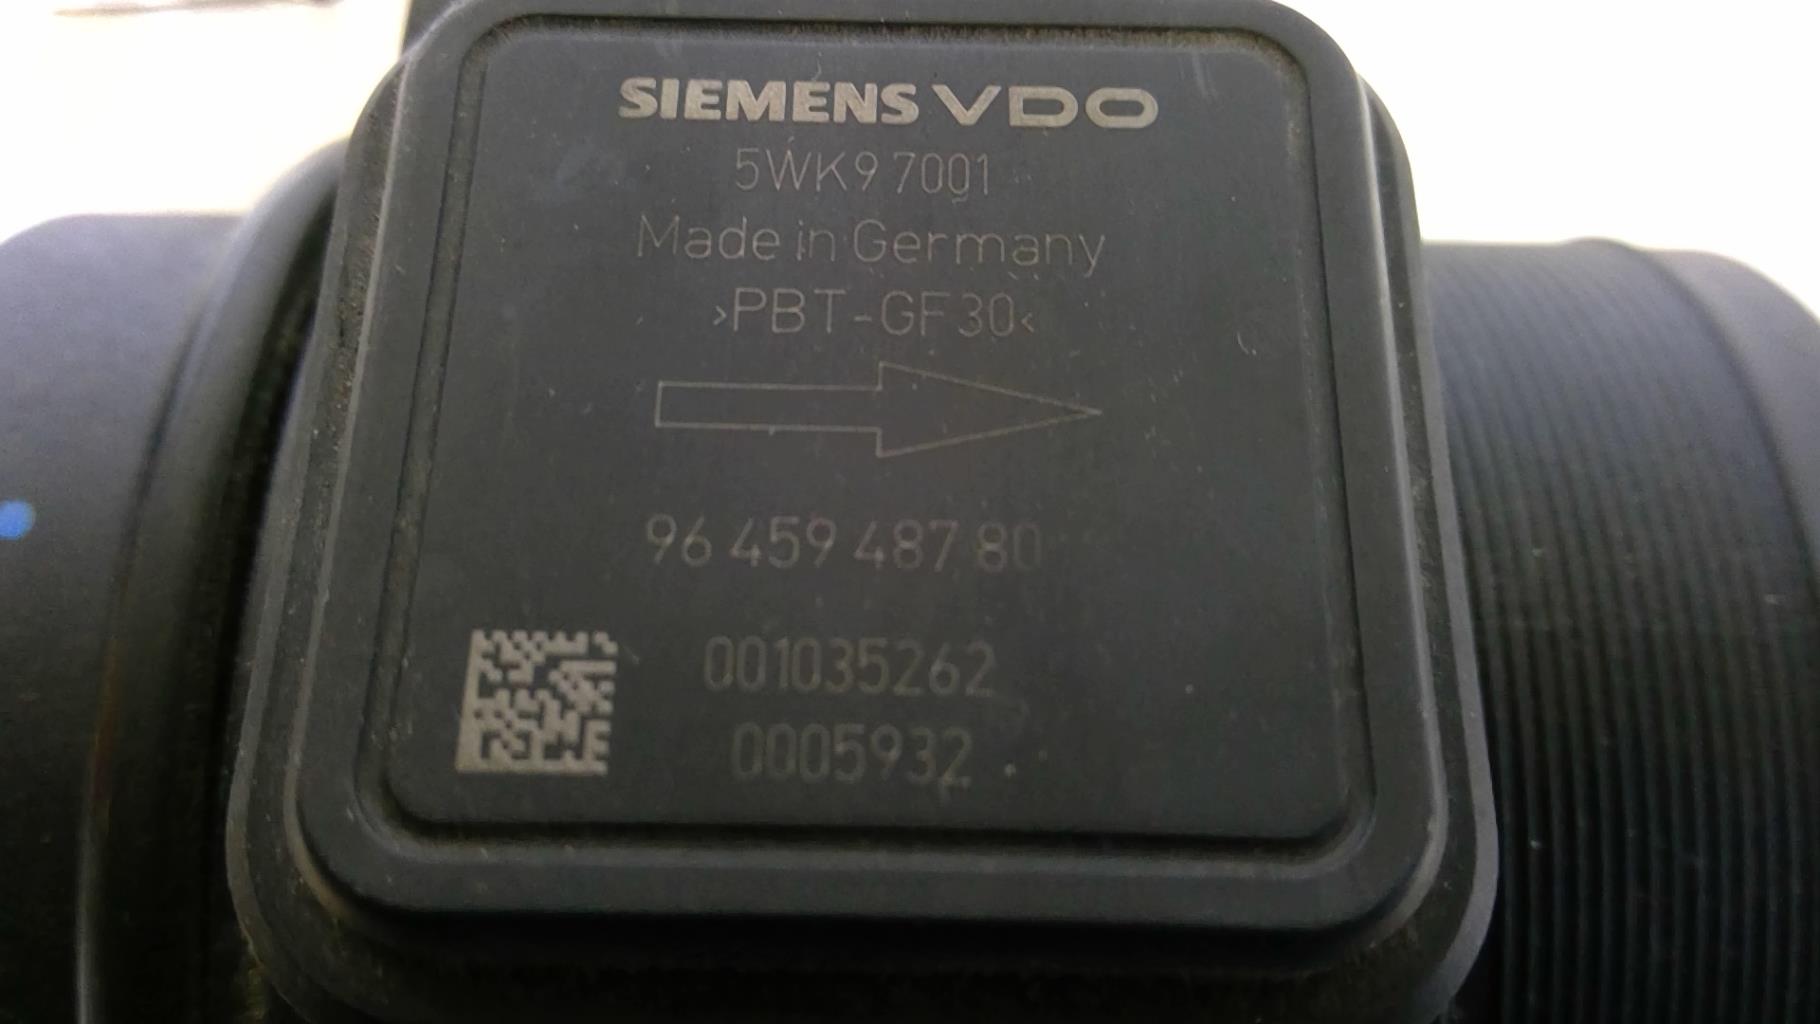 SIEMENS VDO
5WK9 7001
Made in Germany
>PBT-GF30<
96 459 487 80
001035262
0005932